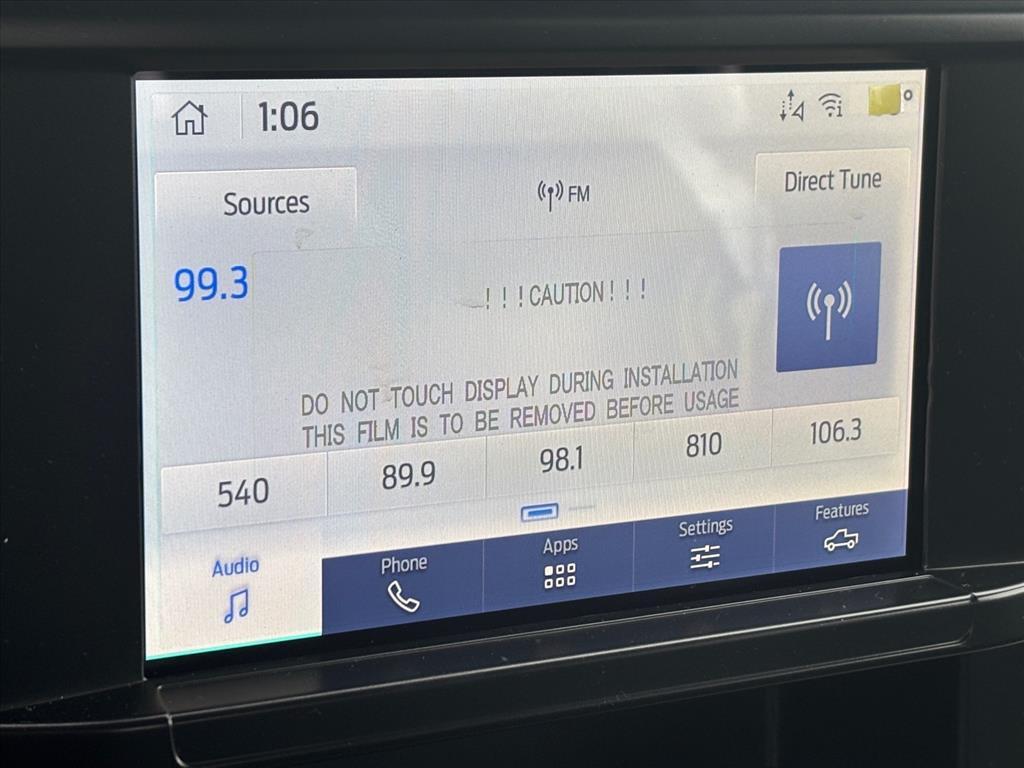 1:06
Sources
FM
Direct Tune
99.3
!!!CAUTION!!!
DO NOT TOUCH DISPLAY DURING INSTALLATION
THIS FILM IS TO BE REMOVED BEFORE USAGE
540 89.9 98.1 810 106.3
Audio Phone Apps Settings Features